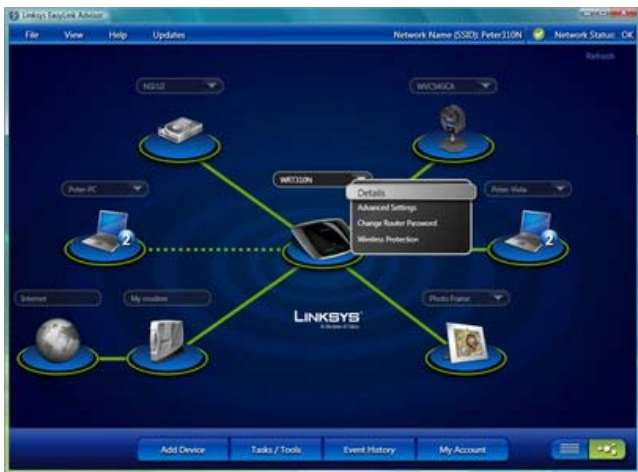 Linksys EasyLink Advisor
File View Help Updates Network Name (SSID): Peter310N Network Status: OK
Refresh
NSLU2
WVC54GCA
WRT310N
Details
Advanced Settings
Change Router Password
Wireless Protection
Peter-PC
Peter-Vista
2
2
Internet
My modem
LINKSYS
A Division of Cisco
Photo Frame
Add Device Tasks / Tools Event History My Account